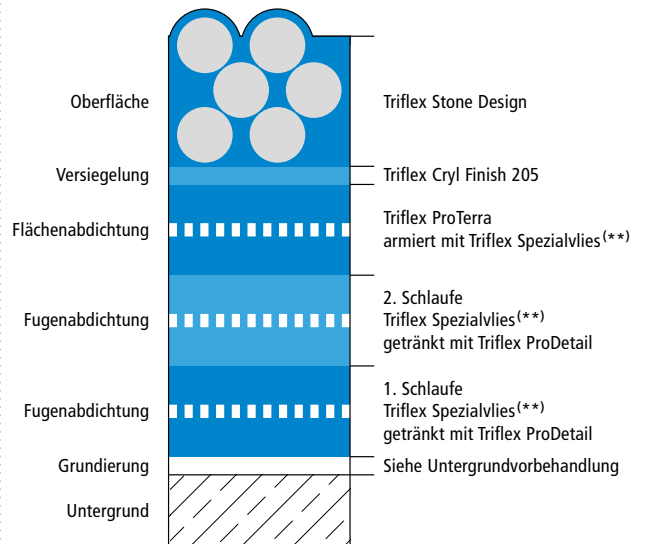 Oberfläche
Triflex Stone Design
Versiegelung
Triflex Cryl Finish 205
Flächenabdichtung
Triflex ProTerra
armiert mit Triflex Spezialvlies(**)
Fugenabdichtung
2. Schlaufe
Triflex Spezialvlies(**)
getränkt mit Triflex ProDetail
Fugenabdichtung
1. Schlaufe
Triflex Spezialvlies(**)
getränkt mit Triflex ProDetail
Grundierung
Siehe Untergrundvorbehandlung
Untergrund